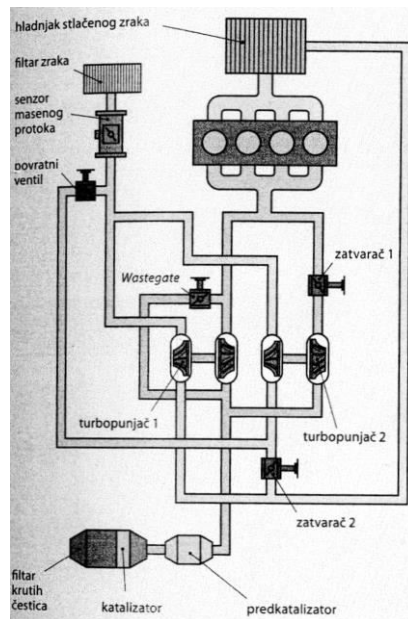 hladnjak stlačenog zraka
filtar zraka
senzor
masenog
protoka
povratni
ventil
Wastegate
zatvarač 1
turbopunjač 1
turbopunjač 2
zatvarač 2
filtar
krutih
čestica
katalizator
predkatalizator